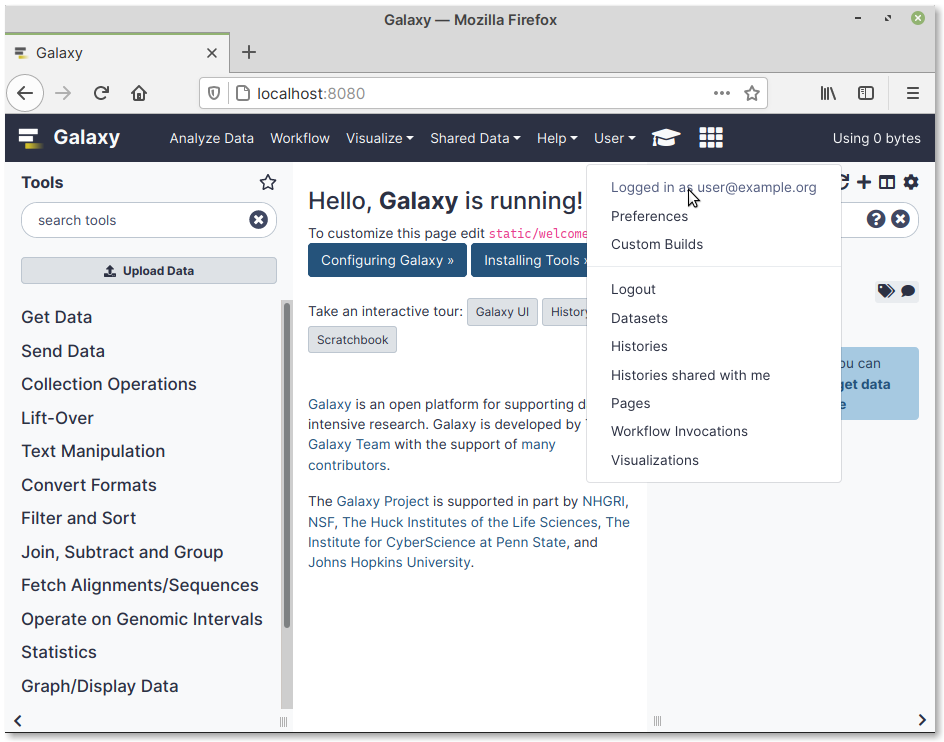 Galaxy — Mozilla Firefox
Galaxy
localhost:8080
Galaxy
Analyze Data Workflow Visualize Shared Data Help User Using 0 bytes
Tools
search tools
Upload Data
Get Data
Send Data
Collection Operations
Lift-Over
Text Manipulation
Convert Formats
Filter and Sort
Join, Subtract and Group
Fetch Alignments/Sequences
Operate on Genomic Intervals
Statistics
Graph/Display Data
Hello, Galaxy is running!
To customize this page edit static/welcome
Configuring Galaxy » Installing Tools »
Take an interactive tour: Galaxy UI History
Scratchbook
Galaxy is an open platform for supporting d
intensive research. Galaxy is developed by
Galaxy Team with the support of many
contributors.
The Galaxy Project is supported in part by NHGRI,
NSF, The Huck Institutes of the Life Sciences, The
Institute for CyberScience at Penn State, and
Johns Hopkins University.
Logged in as user@example.org
Preferences
Custom Builds
Logout
Datasets
Histories
Histories shared with me
Pages
Workflow Invocations
Visualizations
ou can
get data
e